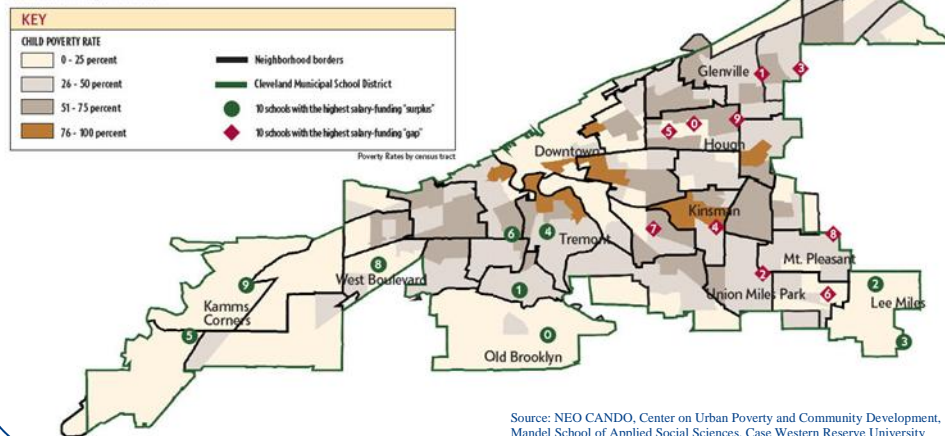 KEY
CHILD POVERTY RATE
0 - 25 percent
26 - 50 percent
51 - 75 percent
76 - 100 percent
Neighborhood borders
Cleveland Municipal School District
10 schools with the highest salary-funding "surplus"
10 schools with the highest salary-funding "gap"
Poverty Rates by census tract
Glenville
1
3
5
0
9
Hough
Downtown
Kinsman
7
4
8
6
4
Tremont
Mt. Pleasant
8
West Boulevard
2
9
Kamms
Corners
1
Union Miles Park
6
2
Lee Miles
5
0
3
Old Brooklyn
Source: NEO CANDO, Center on Urban Poverty and Community Development,
Mandel School of Applied Social Sciences, Case Western Reserve University